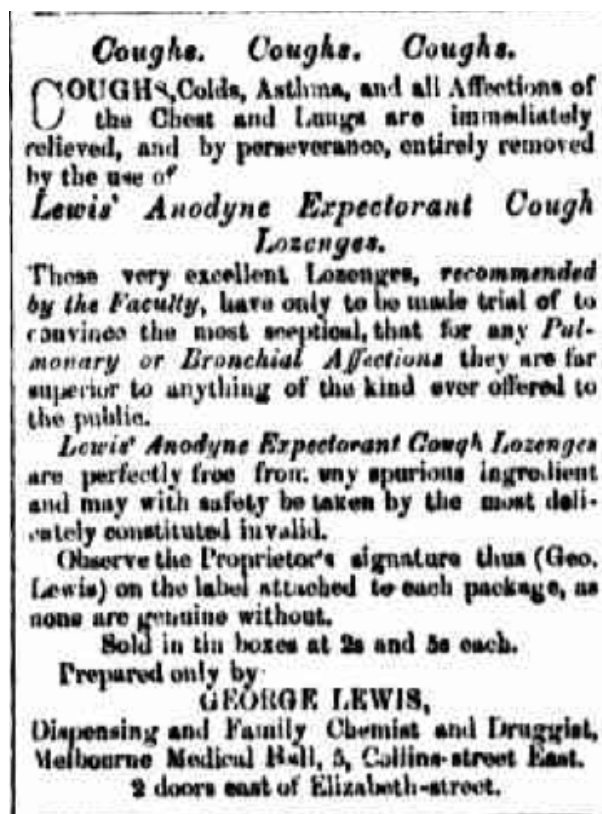 Coughs. Coughs. Coughs.
COUGHS, Colds, Asthma, and all Affections of
the Chest and Lungs are immediately
relieved, and by perseverance, entirely removed
by the use of
Lewis' Anodyne Expectorant Cough
Lozenges.
These very excellent Lozenges, recommended
by the Faculty, have only to be made trial of to
convince the most sceptical, that for any Pul-
monary or Bronchial Affections they are far
superior to anything of the kind ever offered to
the public.
Lewis' Anodyne Expectorant Cough Lozenges
are perfectly free from any spurious ingredient
and may with safety be taken by the most deli-
cately constituted invalid.
Observe the Proprietor's signature thus (Geo.
Lewis) on the label attached to each package, as
none are genuine without.
Sold in tin boxes at 2s and 5s each.
Prepared only by
GEORGE LEWIS,
Dispensing and Family Chemist and Druggist,
Melbourne Medical Hall, 5, Collins-street East.
2 doors east of Elizabeth-street.